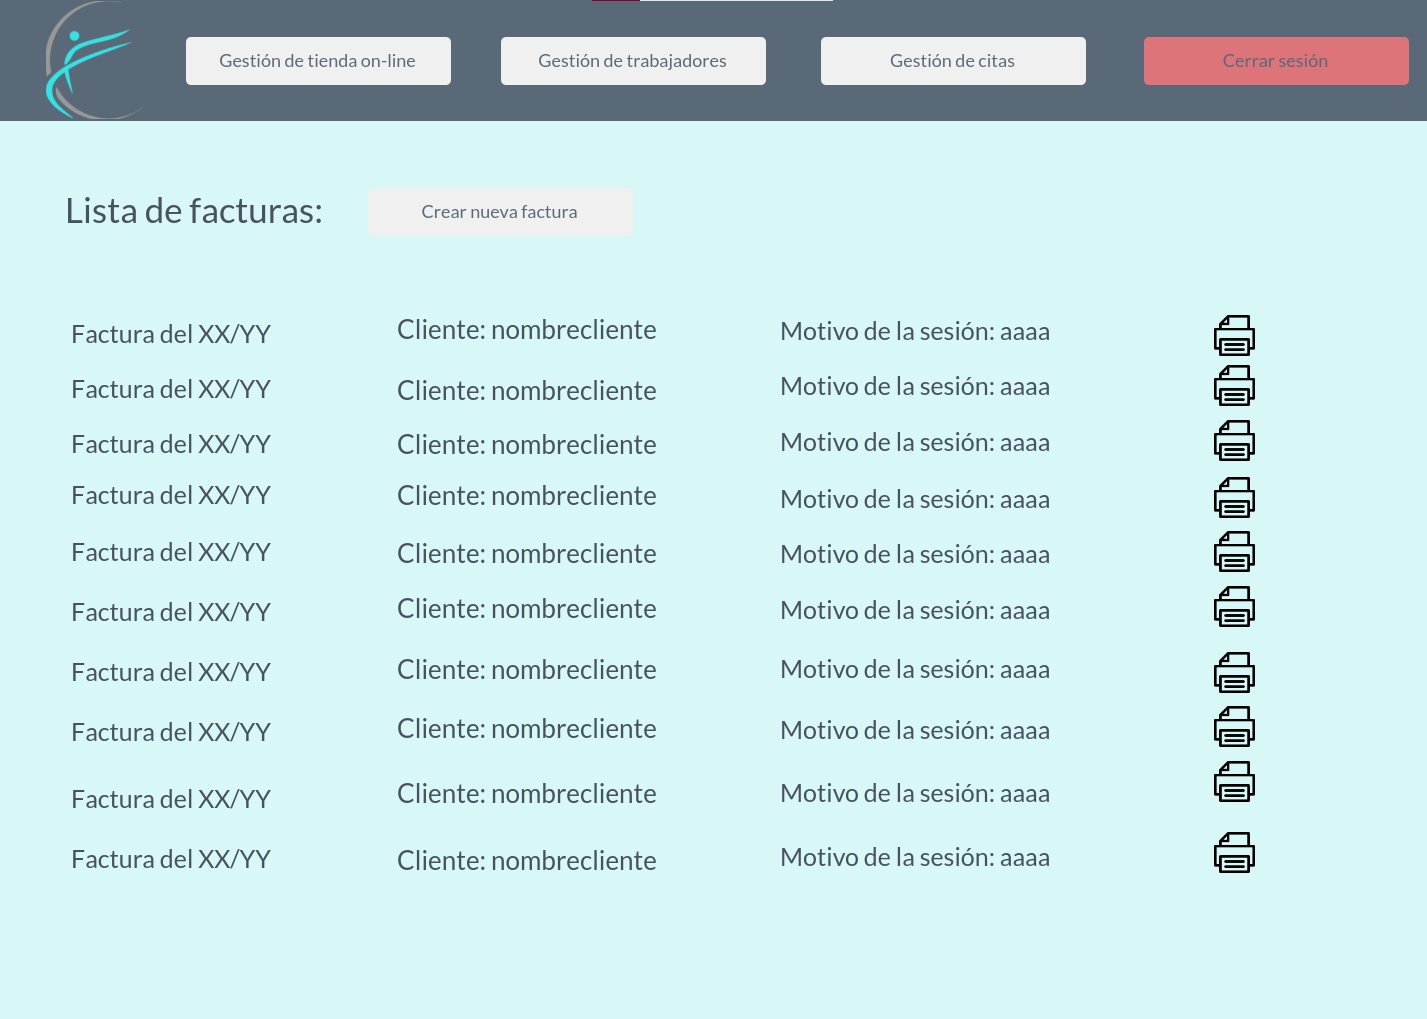 Gestión de tienda on-line
Gestión de trabajadores
Gestión de citas
Cerrar sesión
Lista de facturas:
Crear nueva factura
Factura del XX/YY Cliente: nombrecliente Motivo de la sesión: aaaa
Factura del XX/YY Cliente: nombrecliente Motivo de la sesión: aaaa
Factura del XX/YY Cliente: nombrecliente Motivo de la sesión: aaaa
Factura del XX/YY Cliente: nombrecliente Motivo de la sesión: aaaa
Factura del XX/YY Cliente: nombrecliente Motivo de la sesión: aaaa
Factura del XX/YY Cliente: nombrecliente Motivo de la sesión: aaaa
Factura del XX/YY Cliente: nombrecliente Motivo de la sesión: aaaa
Factura del XX/YY Cliente: nombrecliente Motivo de la sesión: aaaa
Factura del XX/YY Cliente: nombrecliente Motivo de la sesión: aaaa
Factura del XX/YY Cliente: nombrecliente Motivo de la sesión: aaaa